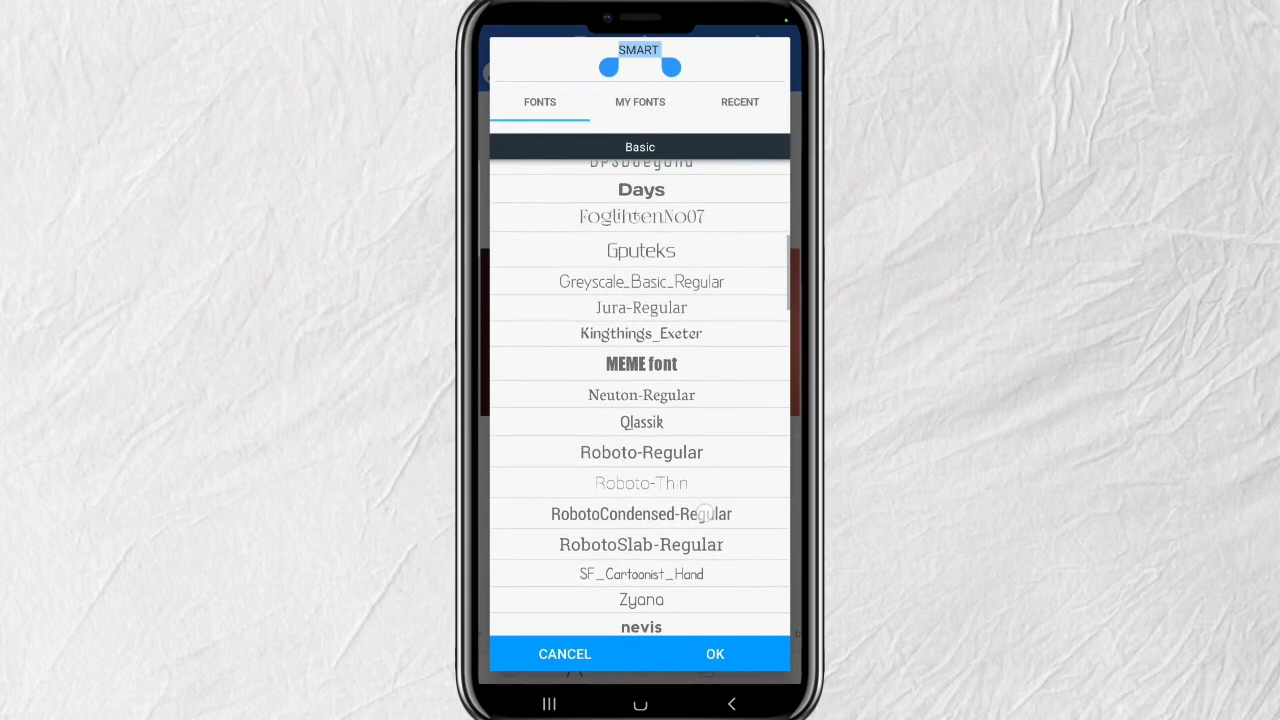 SMART
FONTS
MY FONTS
RECENT
Basic
Days
FoglihtenNo07
Gputeks
Greyscale_Basic_Regular
Jura-Regular
Kingthings_Exeter
MEME font
Neuton-Regular
Qlassik
Roboto-Regular
Roboto-Thin
RobotoCondensed-Regular
RobotoSlab-Regular
SF_Cartoonist_Hand
Zyana
nevis
CANCEL
OK